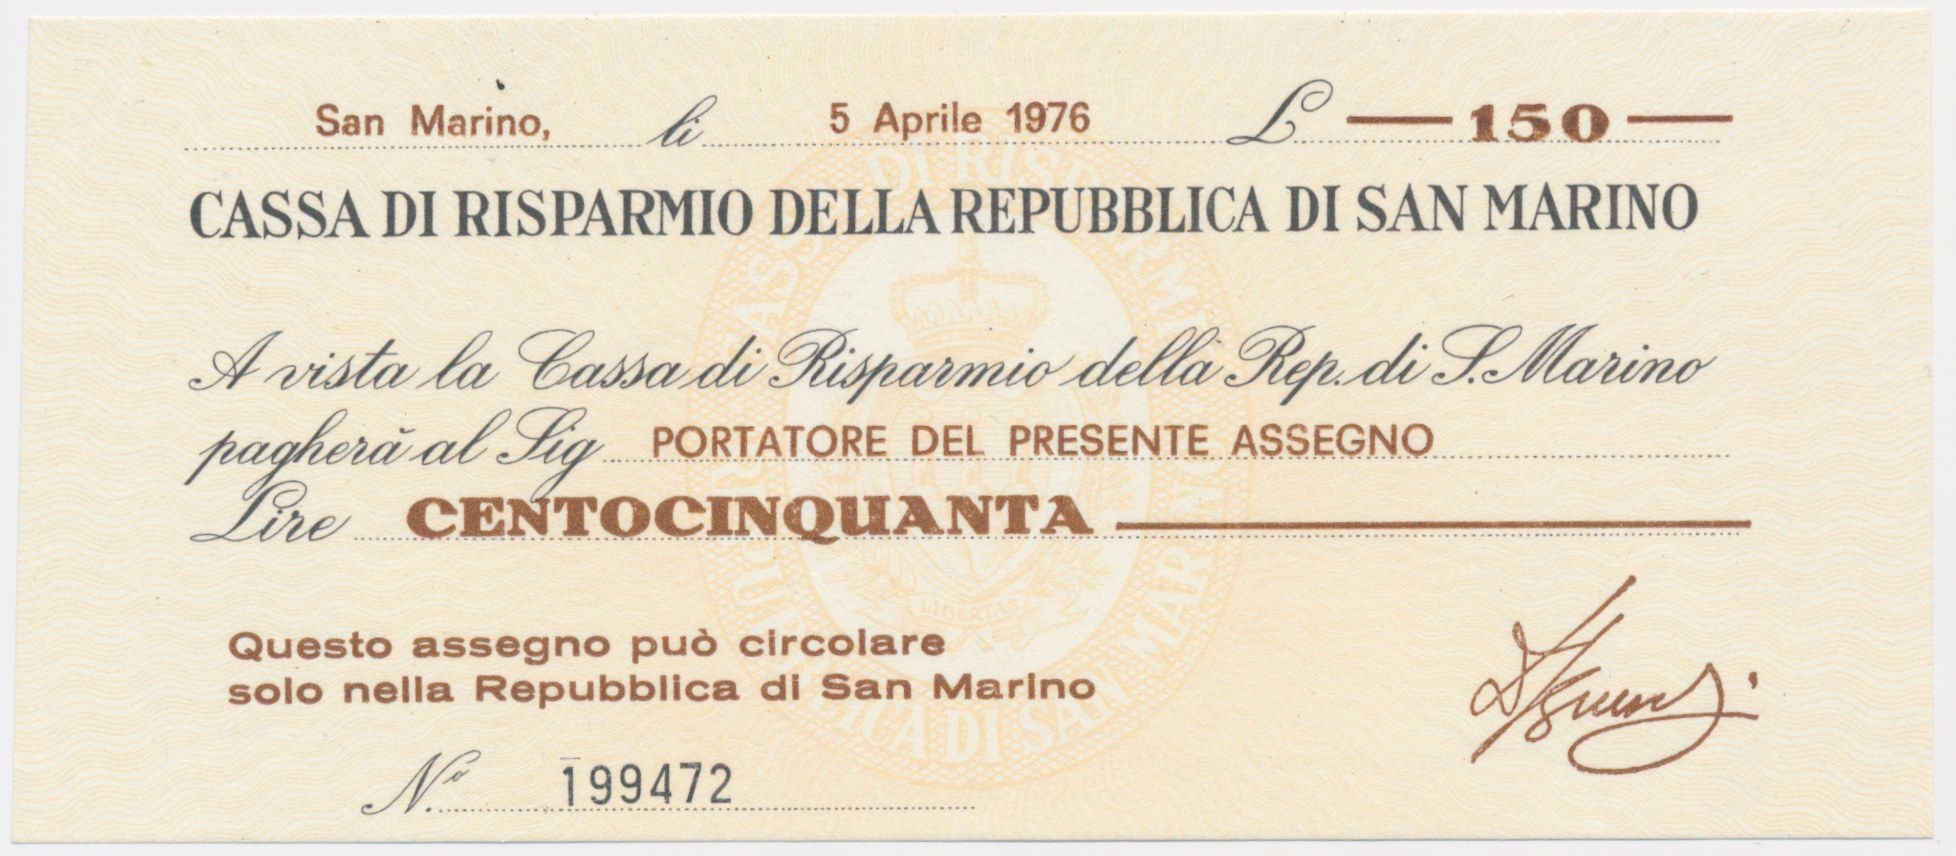 San Marino, li 5 Aprile 1976 £ 150
CASSA DI RISPARMIO DELLA REPUBBLICA DI SAN MARINO
A vista la Cassa di Risparmio della Rep. di S. Marino
pagherà al Sig PORTATORE DEL PRESENTE ASSEGNO
Lire CENTOCINQUANTA
Questo assegno può circolare
solo nella Repubblica di San Marino
N.º 199472
LIBERTAS